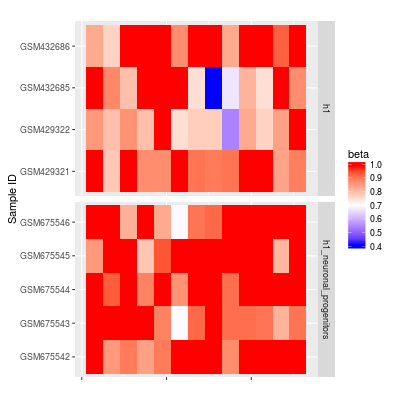 Sample ID
GSM432686
GSM432685
GSM429322
GSM429321
h1
GSM675546
GSM675545
GSM675544
GSM675543
GSM675542
h1_neuronal_progenitors
beta
1.0
0.9
0.8
0.7
0.6
0.5
0.4